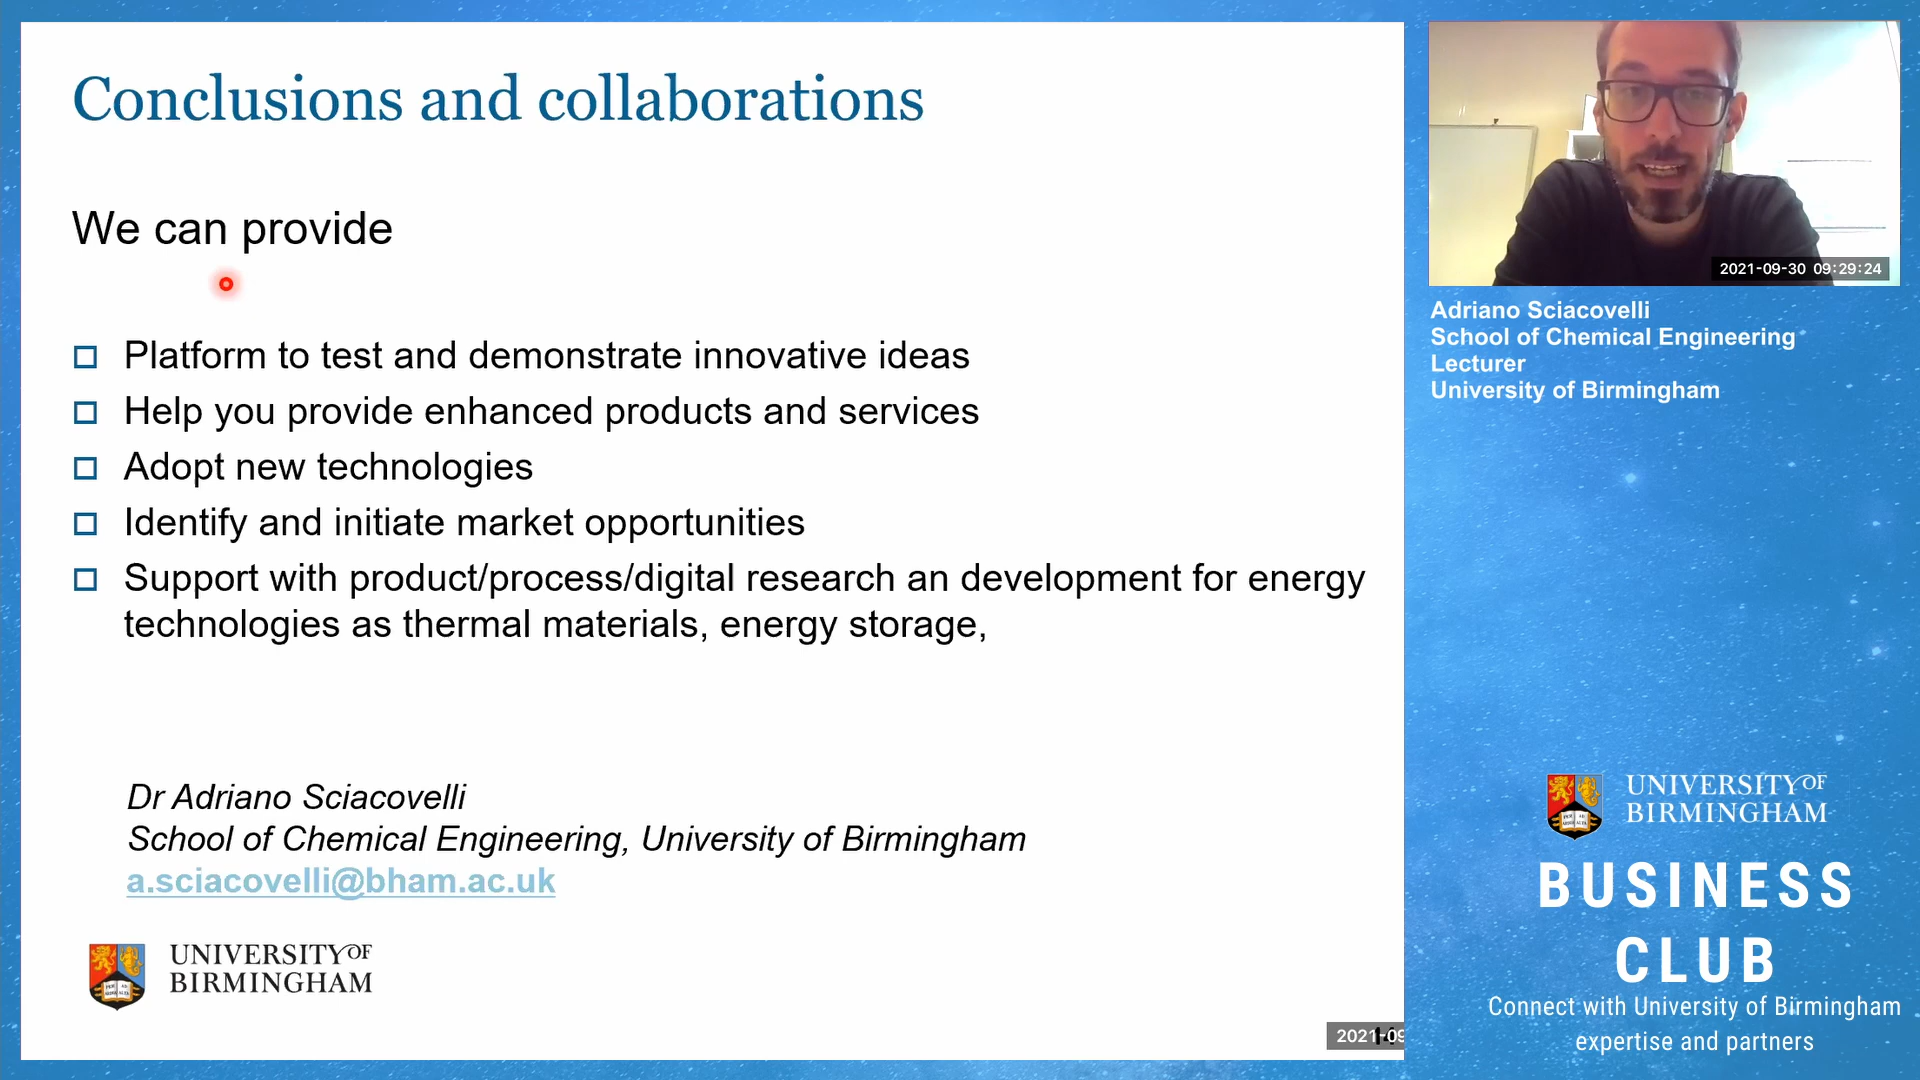 Conclusions and collaborations
We can provide
Platform to test and demonstrate innovative ideas
Help you provide enhanced products and services
Adopt new technologies
Identify and initiate market opportunities
Support with product/process/digital research an development for energy
technologies as thermal materials, energy storage,
Dr Adriano Sciacovelli
School of Chemical Engineering, University of Birmingham
a.sciacovelli@bham.ac.uk
UNIVERSITY OF
BIRMINGHAM
2021-09
2021-09-30 09:29:24
Adriano Sciacovelli
School of Chemical Engineering
Lecturer
University of Birmingham
UNIVERSITY OF
BIRMINGHAM
BUSINESS
CLUB
Connect with University of Birmingham
expertise and partners